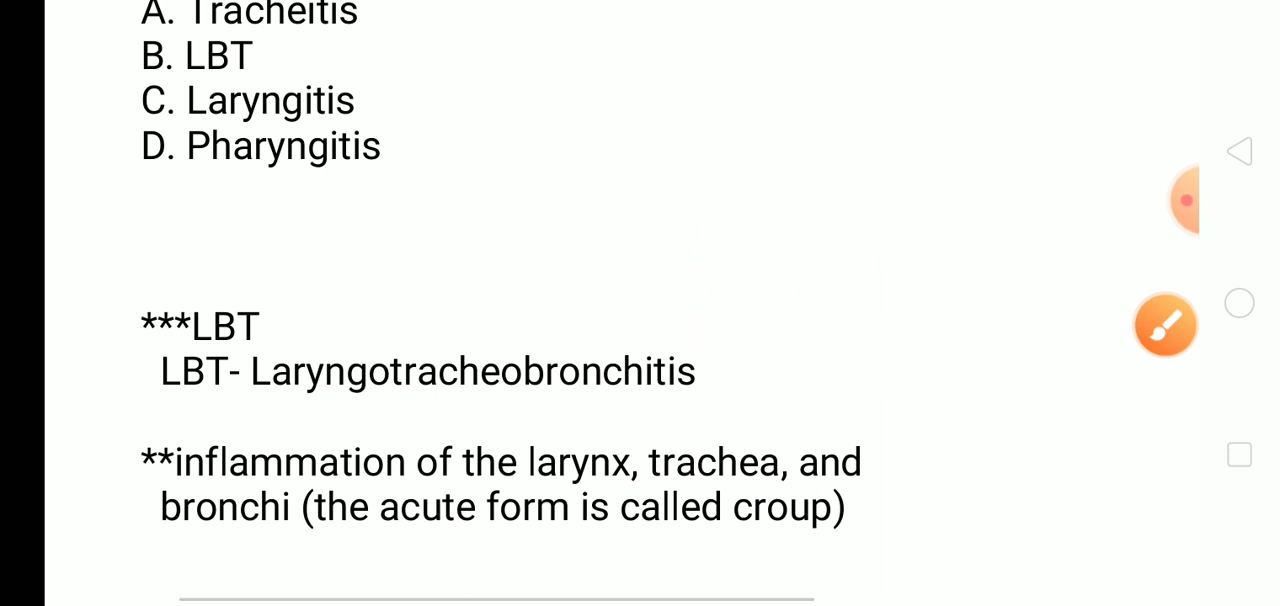 A. Tracheitis
B. LBT
C. Laryngitis
D. Pharyngitis
***LBT
LBT- Laryngotracheobronchitis
**inflammation of the larynx, trachea, and
bronchi (the acute form is called croup)